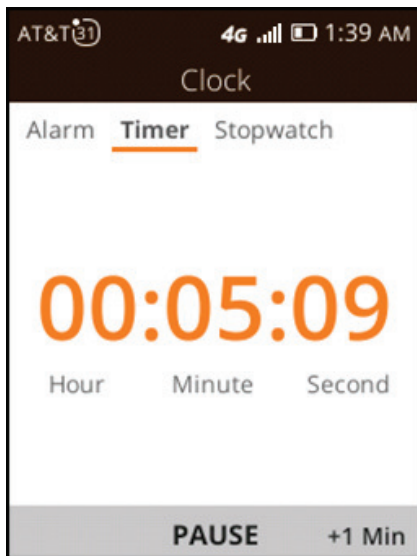 AT&T 31 4G 1:39 AM
Clock
Alarm Timer Stopwatch
00:05:09
Hour Minute Second
PAUSE +1 Min